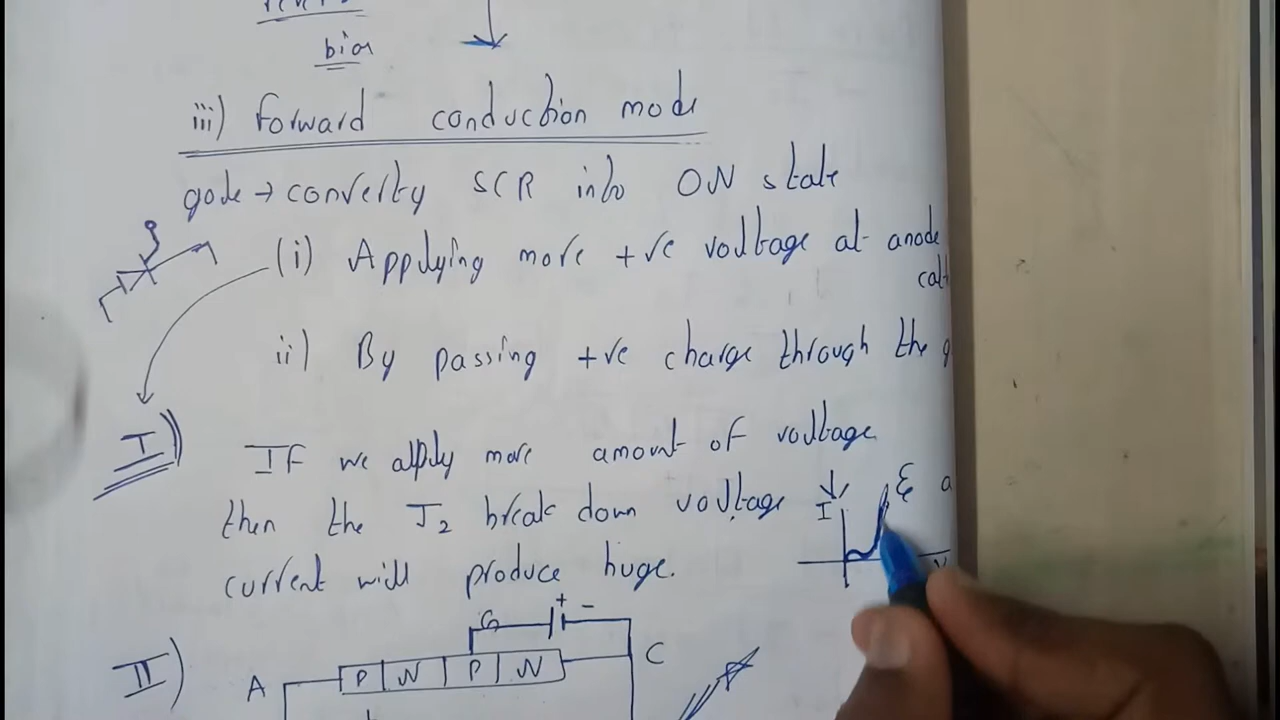 bias
iii) Forward conduction mode
gate → converty SCR into ON state
(i) Applying more +ve voltage at anode
ii) By passing +ve charge through the
I) IF we apply more amount of voltage
then the J2 break down voltage ↓ &
current will produce huge.
I
V
II)
G + -
A P N P N C